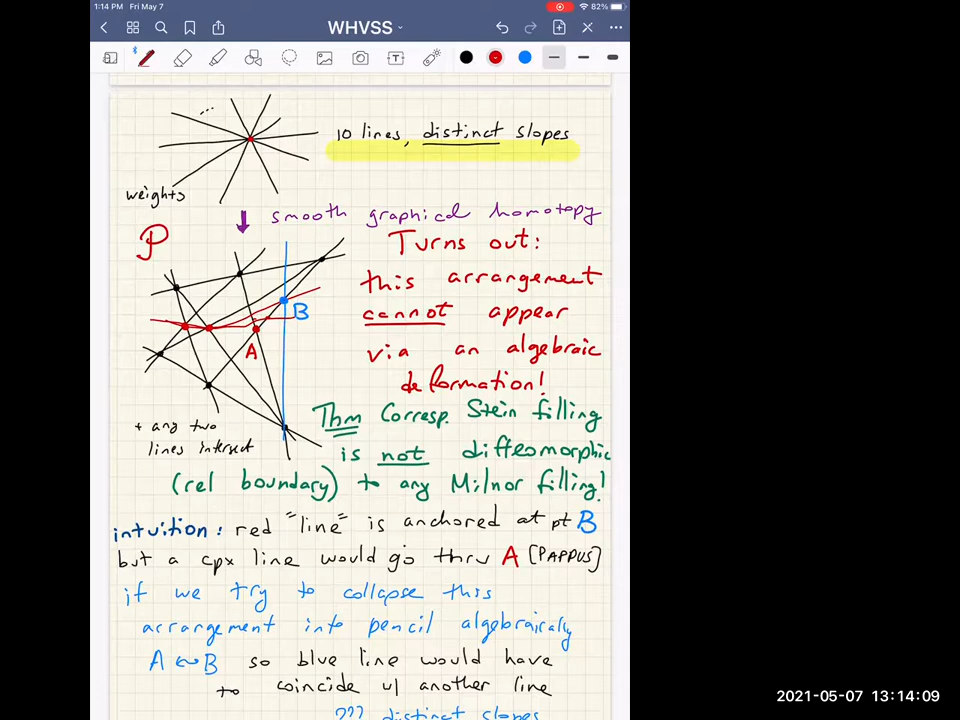 1:14 PM Fri May 7
82%
WHVSS
10 lines, distinct slopes
weights
smooth graphical homotopy
P
Turns out:
this arrangement
cannot appear
via an algebraic
deformation!
B
A
+ any two
lines intersect
Thm Corresp. Stein filling
is not diffeomorphic
(rel boundary) to any Milnor filling!
intuition: red "line" is anchored at pt B
but a cpx line would go thru A [PAPPUS]
if we try to collapse this
arrangement into pencil algebraically
A ↔ B so blue line would have
to coincide w/ another line
??? distinct slopes
2021-05-07 13:14:09